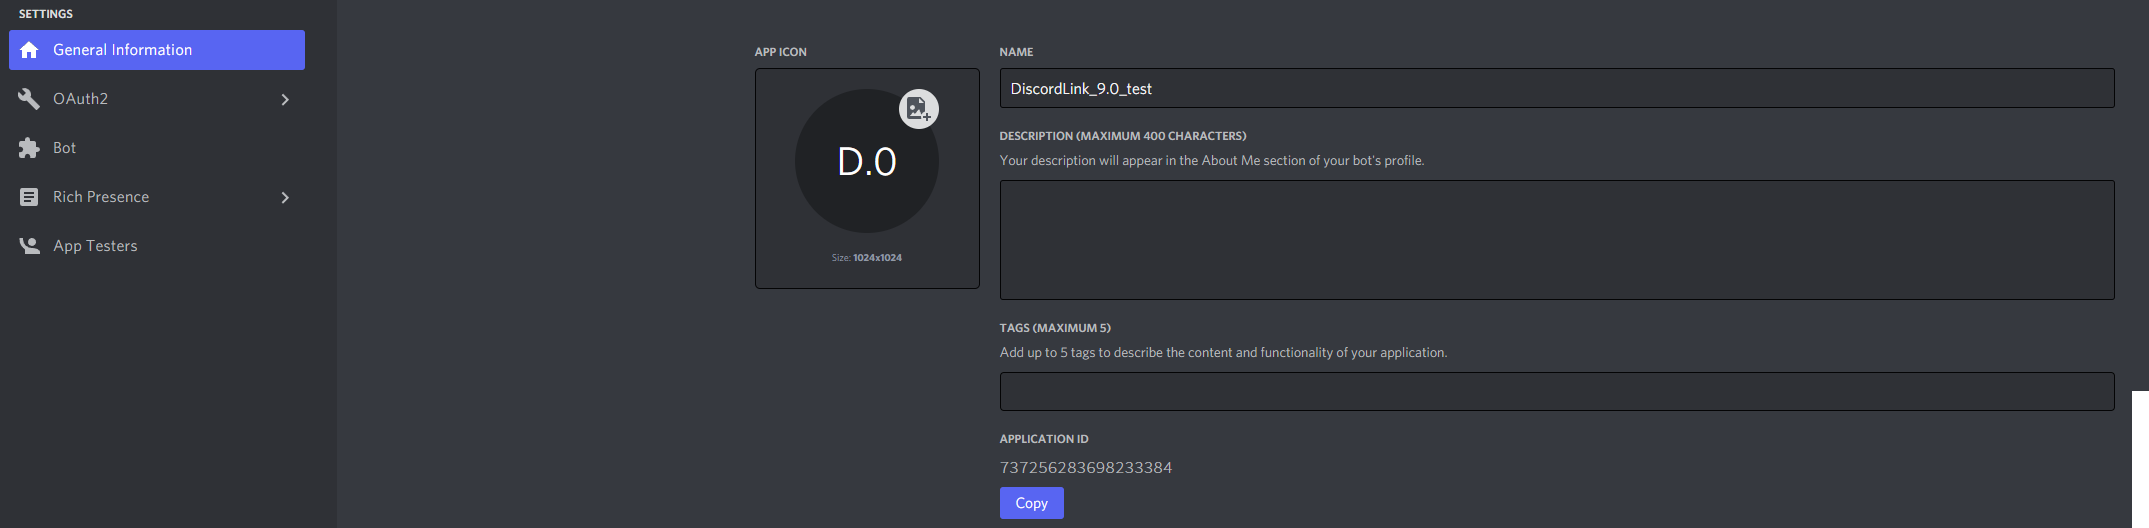 SETTINGS
General Information
OAuth2
Bot
Rich Presence
App Testers
APP ICON
D.0
Size: 1024x1024
NAME
DiscordLink_9.0_test
DESCRIPTION (MAXIMUM 400 CHARACTERS)
Your description will appear in the About Me section of your bot's profile.
TAGS (MAXIMUM 5)
Add up to 5 tags to describe the content and functionality of your application.
APPLICATION ID
737256283698233384
Copy